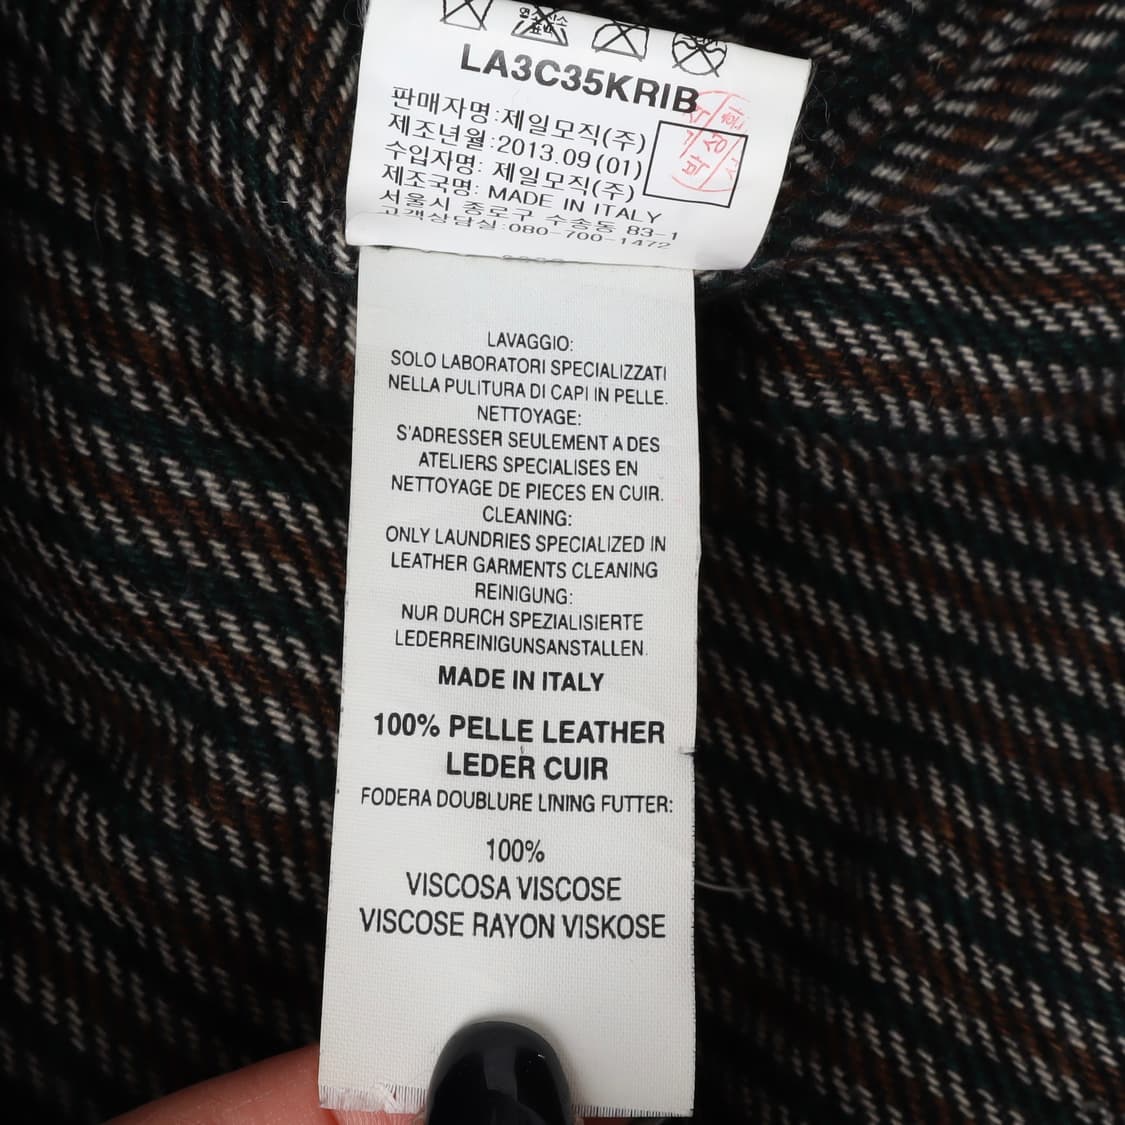 LA3C35KRIB
판매자명:제일모직(주)
제조년월:2013.09(01)
수입자명: 제일모직(주)
제조국명: MADE IN ITALY
서울시 종로구 수송동 83-1
고객상담실:080-700-1472
LAVAGGIO:
SOLO LABORATORI SPECIALIZZATI
NELLA PULITURA DI CAPI IN PELLE.
NETTOYAGE:
S'ADRESSER SEULEMENT A DES
ATELIERS SPECIALISES EN
NETTOYAGE DE PIECES EN CUIR.
CLEANING:
ONLY LAUNDRIES SPECIALIZED IN
LEATHER GARMENTS CLEANING
REINIGUNG:
NUR DURCH SPEZIALISIERTE
LEDERREINIGUNSANSTALLEN.
MADE IN ITALY
100% PELLE LEATHER
LEDER CUIR
FODERA DOUBLURE LINING FUTTER:
100%
VISCOSA VISCOSE
VISCOSE RAYON VISKOSE